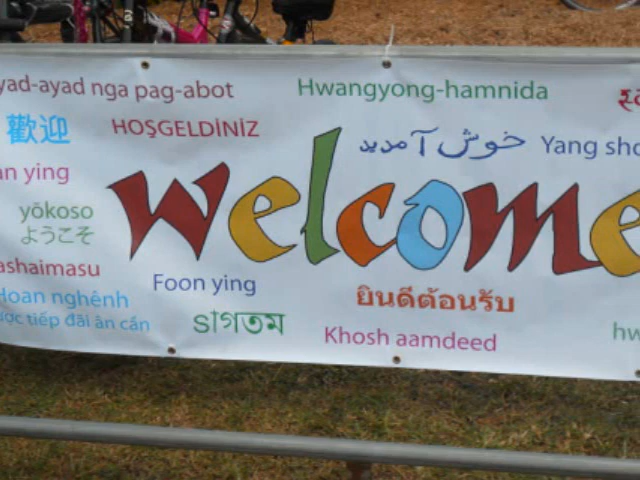 yad-ayad nga pag-abot
Hwangyong-hamnida
歡迎
HOŞGELDİNİZ
خوش آمدید
Yang sho
an ying
welcome
yōkoso
ようこそ
ashaimasu
Foon ying
Hoan nghênh
ược tiếp đãi ân cần
ยินดีต้อนรับ
Khosh aamdeed
hw